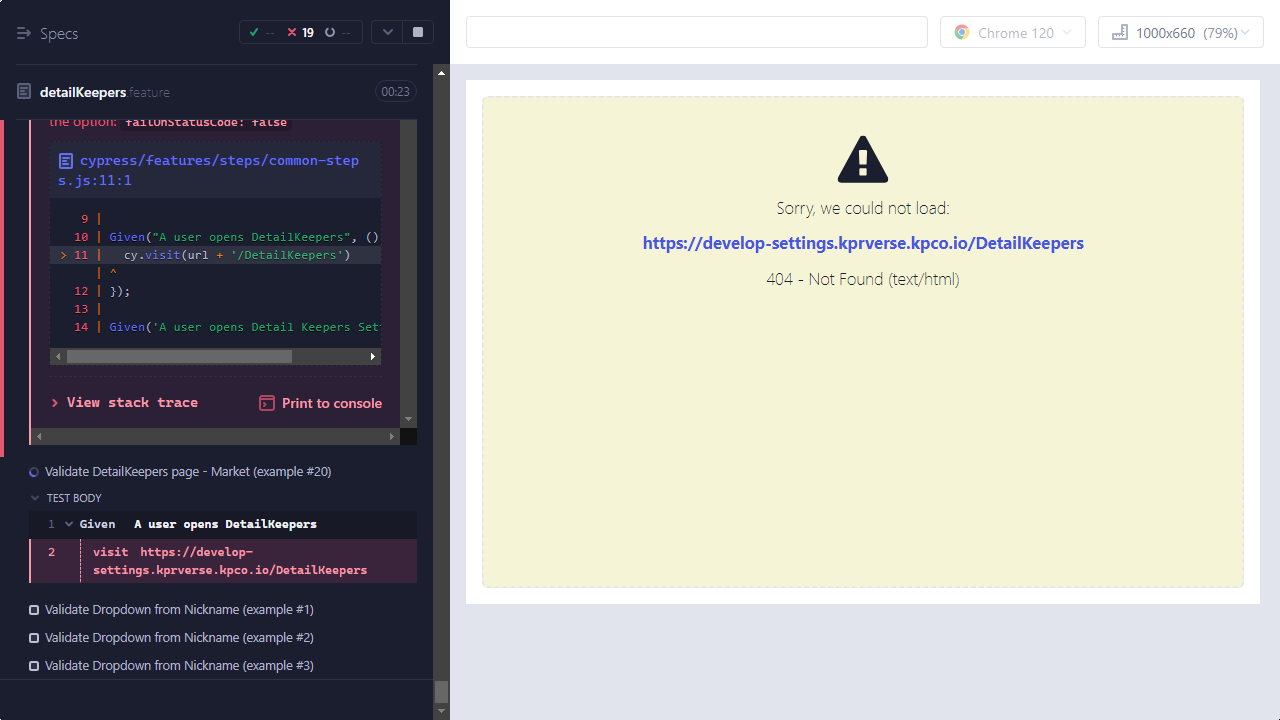 Specs
--
19
--
Chrome 120
1000x660 (79%)
detailKeepers.feature
00:23
the option: failOnStatusCode: false
cypress/features/steps/common-step
s.js:11:1
9 |
10 | Given("A user opens DetailKeepers", ()
> 11 | cy.visit(url + '/DetailKeepers')
| ^
12 | });
13 |
14 | Given('A user opens Detail Keepers Set
View stack trace
Print to console
Validate DetailKeepers page - Market (example #20)
TEST BODY
1 Given A user opens DetailKeepers
2 visit https://develop-
settings.kprverse.kpco.io/DetailKeepers
Validate Dropdown from Nickname (example #1)
Validate Dropdown from Nickname (example #2)
Validate Dropdown from Nickname (example #3)
Sorry, we could not load:
https://develop-settings.kprverse.kpco.io/DetailKeepers
404 - Not Found (text/html)